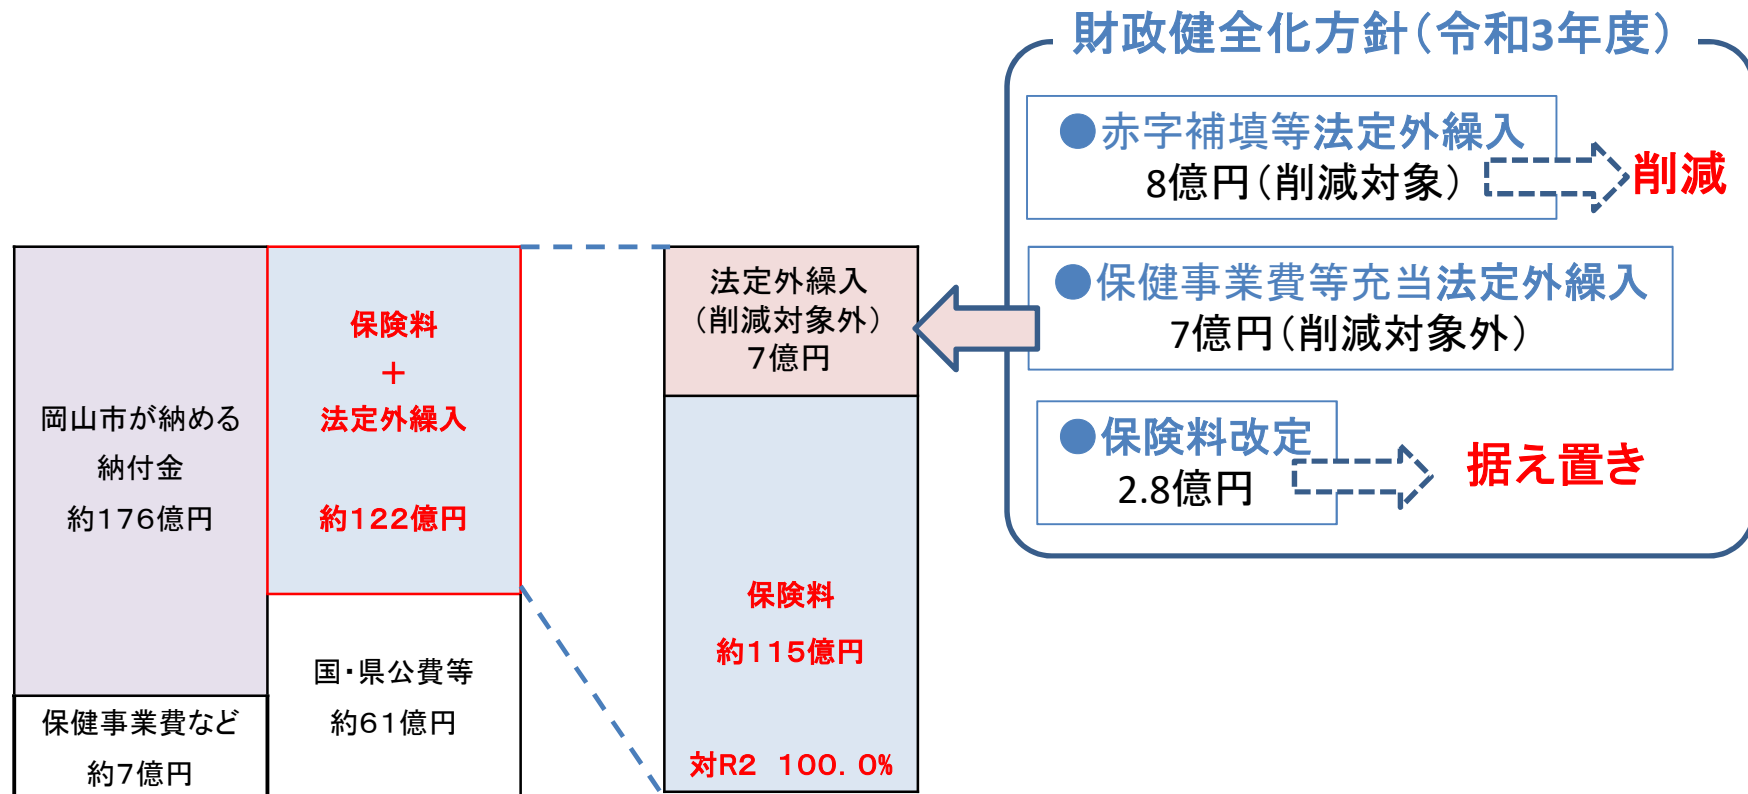 財政健全化方針（令和3年度）
●赤字補填等法定外繰入
8億円（削減対象）
削減
●保健事業費等充当法定外繰入
7億円（削減対象外）
●保険料改定
2.8億円
据え置き
岡山市が納める
納付金
約１７６億円
保健事業費など
約7億円
保険料
＋
法定外繰入
約１２２億円
国・県公費等
約６１億円
法定外繰入
（削減対象外）
７億円
保険料
約１１５億円
対R２　１００．０%